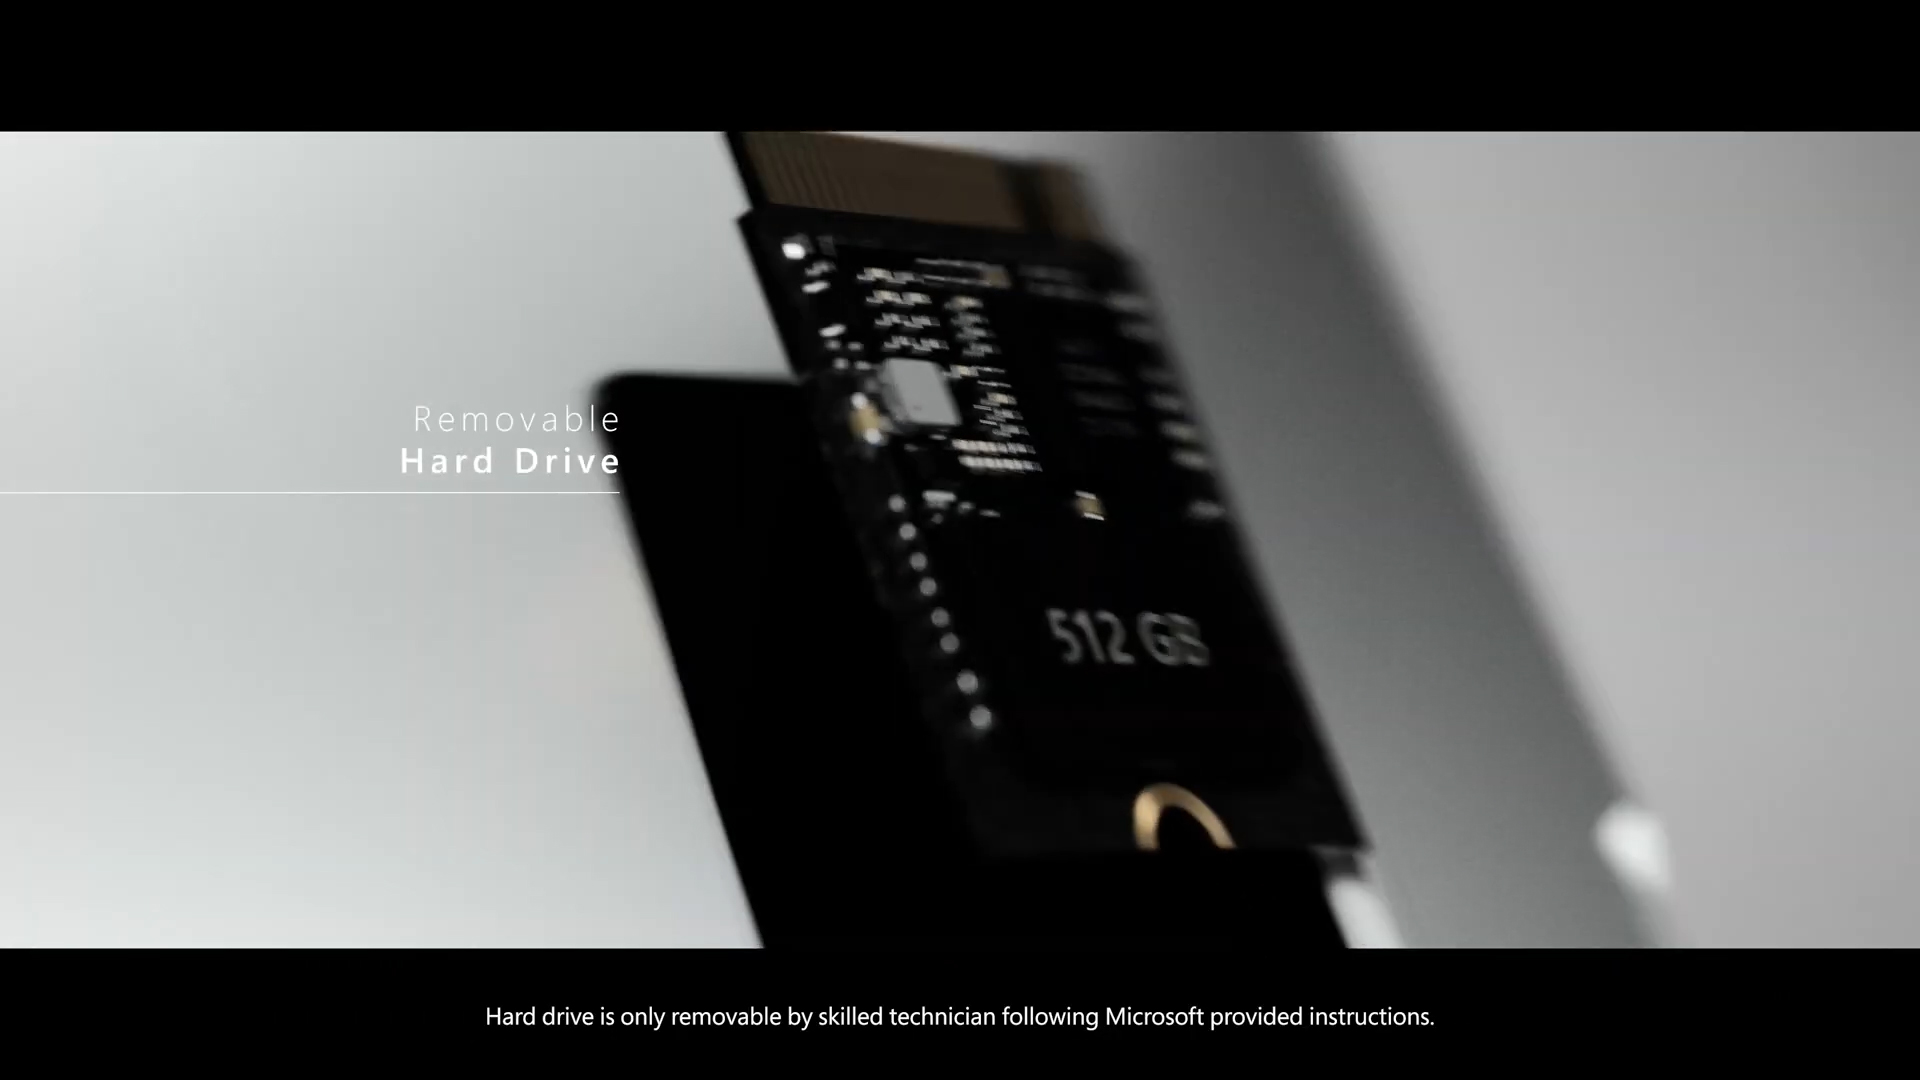 Removable
Hard Drive
512 GB
Hard drive is only removable by skilled technician following Microsoft provided instructions.